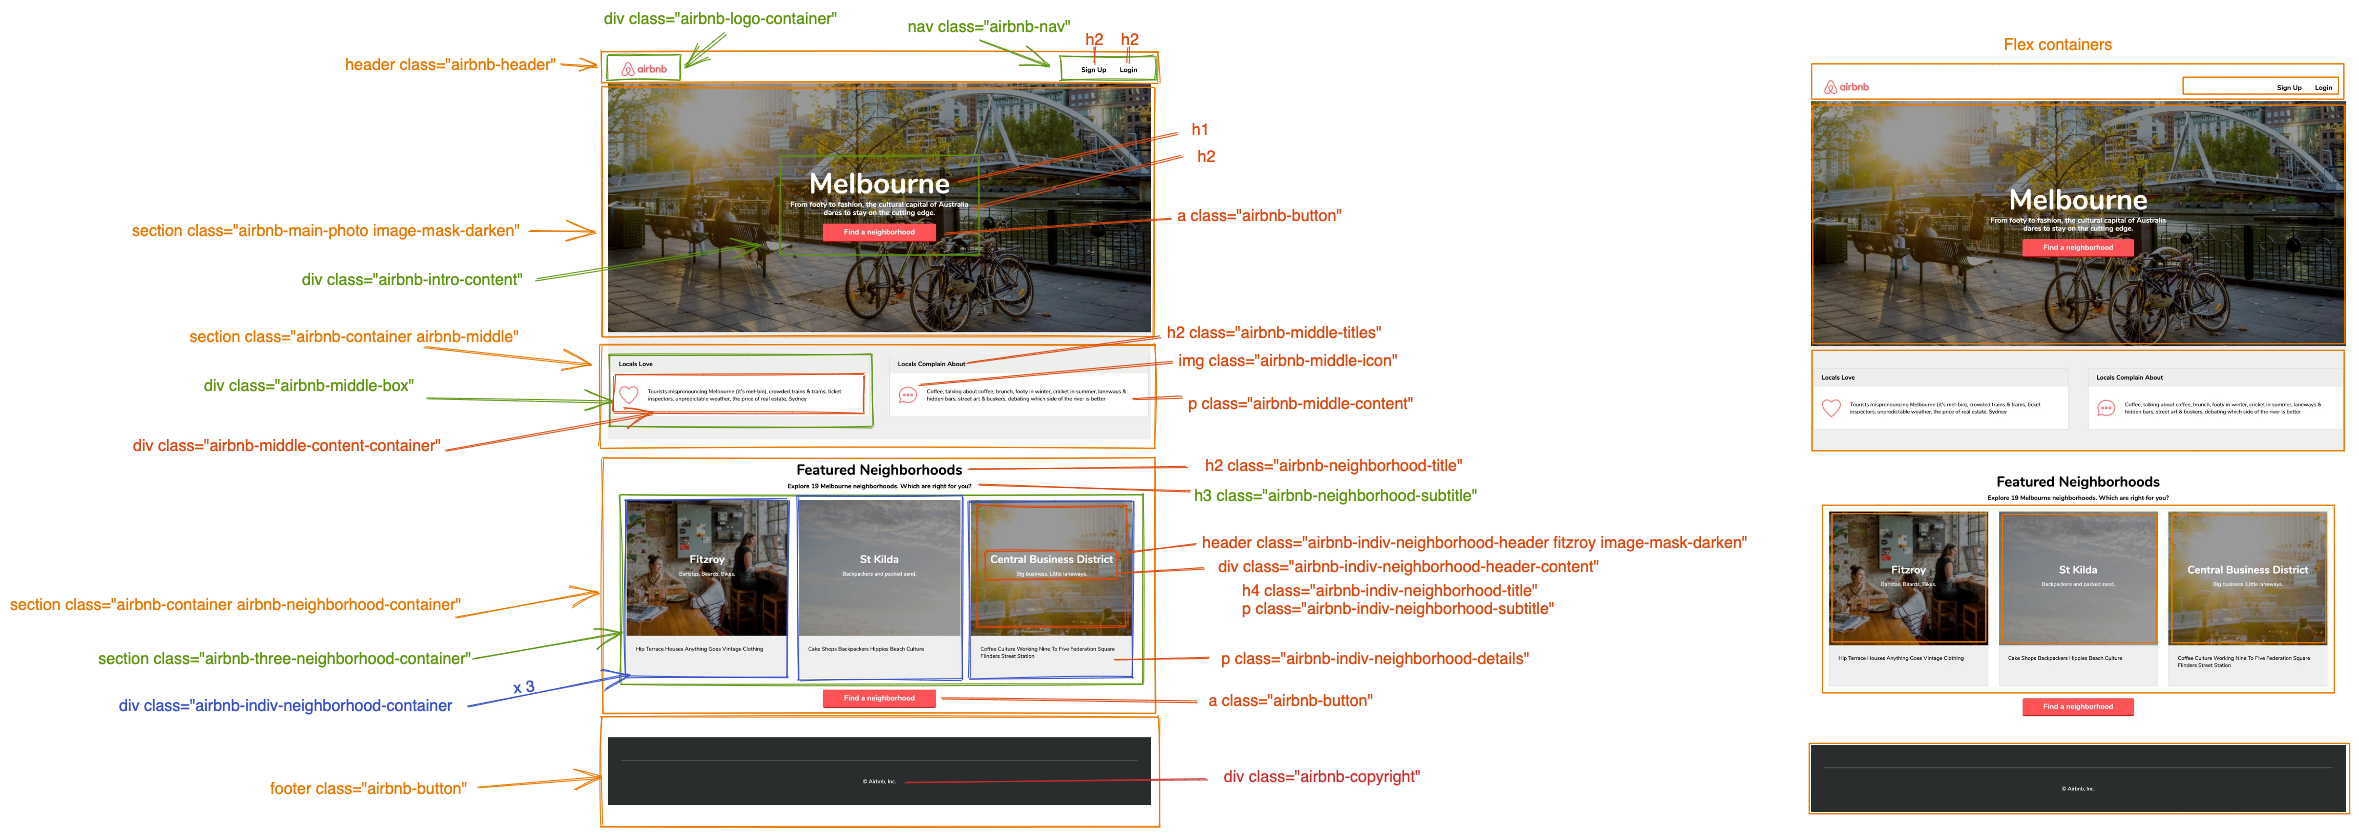 div class="airbnb-logo-container"
nav class="airbnb-nav"
h2 h2
header class="airbnb-header"
airbnb
Sign Up Login
h1
h2
Melbourne
From footy to fashion, the cultural capital of Australia
dares to stay on the cutting edge.
Find a neighborhood
a class="airbnb-button"
section class="airbnb-main-photo image-mask-darken"
div class="airbnb-intro-content"
section class="airbnb-container airbnb-middle"
h2 class="airbnb-middle-titles"
img class="airbnb-middle-icon"
div class="airbnb-middle-box"
p class="airbnb-middle-content"
div class="airbnb-middle-content-container"
Locals Love
Tourists mispronouncing Melbourne (it's mel-bin), crowded trains & trams, ticket
inspectors, unpredictable weather, the price of real estate, Sydney
Locals Complain About
Coffee, talking about coffee, brunch, footy in winter, cricket in summer, laneways &
hidden bars, street art & buskers, debating which side of the river is better
Featured Neighborhoods
h2 class="airbnb-neighborhood-title"
Explore 19 Melbourne neighborhoods. Which are right for you?
h3 class="airbnb-neighborhood-subtitle"
header class="airbnb-indiv-neighborhood-header fitzroy image-mask-darken"
div class="airbnb-indiv-neighborhood-header-content"
h4 class="airbnb-indiv-neighborhood-title"
p class="airbnb-indiv-neighborhood-subtitle"
Fitzroy
Baristas. Beards. Bikes.
St Kilda
Backpackers and packed sand.
Central Business District
Big business. Little laneways.
section class="airbnb-container airbnb-neighborhood-container"
section class="airbnb-three-neighborhood-container"
x 3
div class="airbnb-indiv-neighborhood-container
Hip Terrace Houses Anything Goes Vintage Clothing
Cake Shops Backpackers Hippies Beach Culture
Coffee Culture Working Nine To Five Federation Square
Flinders Street Station
p class="airbnb-indiv-neighborhood-details"
Find a neighborhood
a class="airbnb-button"
footer class="airbnb-button"
© Airbnb, Inc.
div class="airbnb-copyright"
Flex containers
airbnb
Sign Up Login
Melbourne
From footy to fashion, the cultural capital of Australia
dares to stay on the cutting edge.
Find a neighborhood
Locals Love
Tourists mispronouncing Melbourne (it's mel-bin), crowded trains & trams, ticket
inspectors, unpredictable weather, the price of real estate, Sydney
Locals Complain About
Coffee, talking about coffee, brunch, footy in winter, cricket in summer, laneways &
hidden bars, street art & buskers, debating which side of the river is better
Featured Neighborhoods
Explore 19 Melbourne neighborhoods. Which are right for you?
Fitzroy
Baristas. Beards. Bikes.
St Kilda
Backpackers and packed sand.
Central Business District
Big business. Little laneways.
Hip Terrace Houses Anything Goes Vintage Clothing
Cake Shops Backpackers Hippies Beach Culture
Coffee Culture Working Nine To Five Federation Square
Flinders Street Station
Find a neighborhood
© Airbnb, Inc.